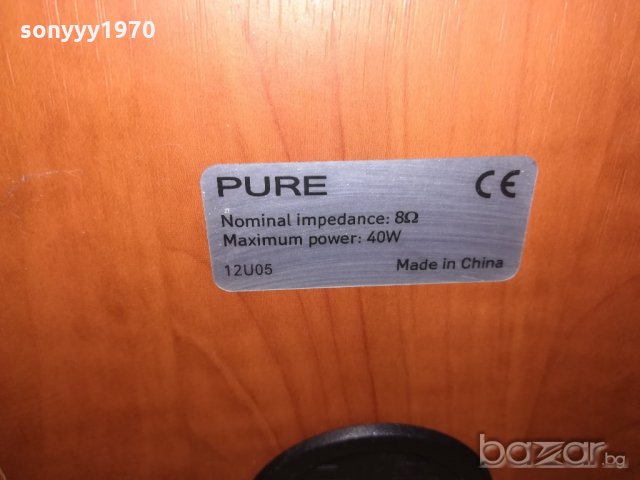 sonyyy1970
PURE CE
Nominal impedance: 8Ω
Maximum power: 40W
12U05 Made in China
bazar.bg